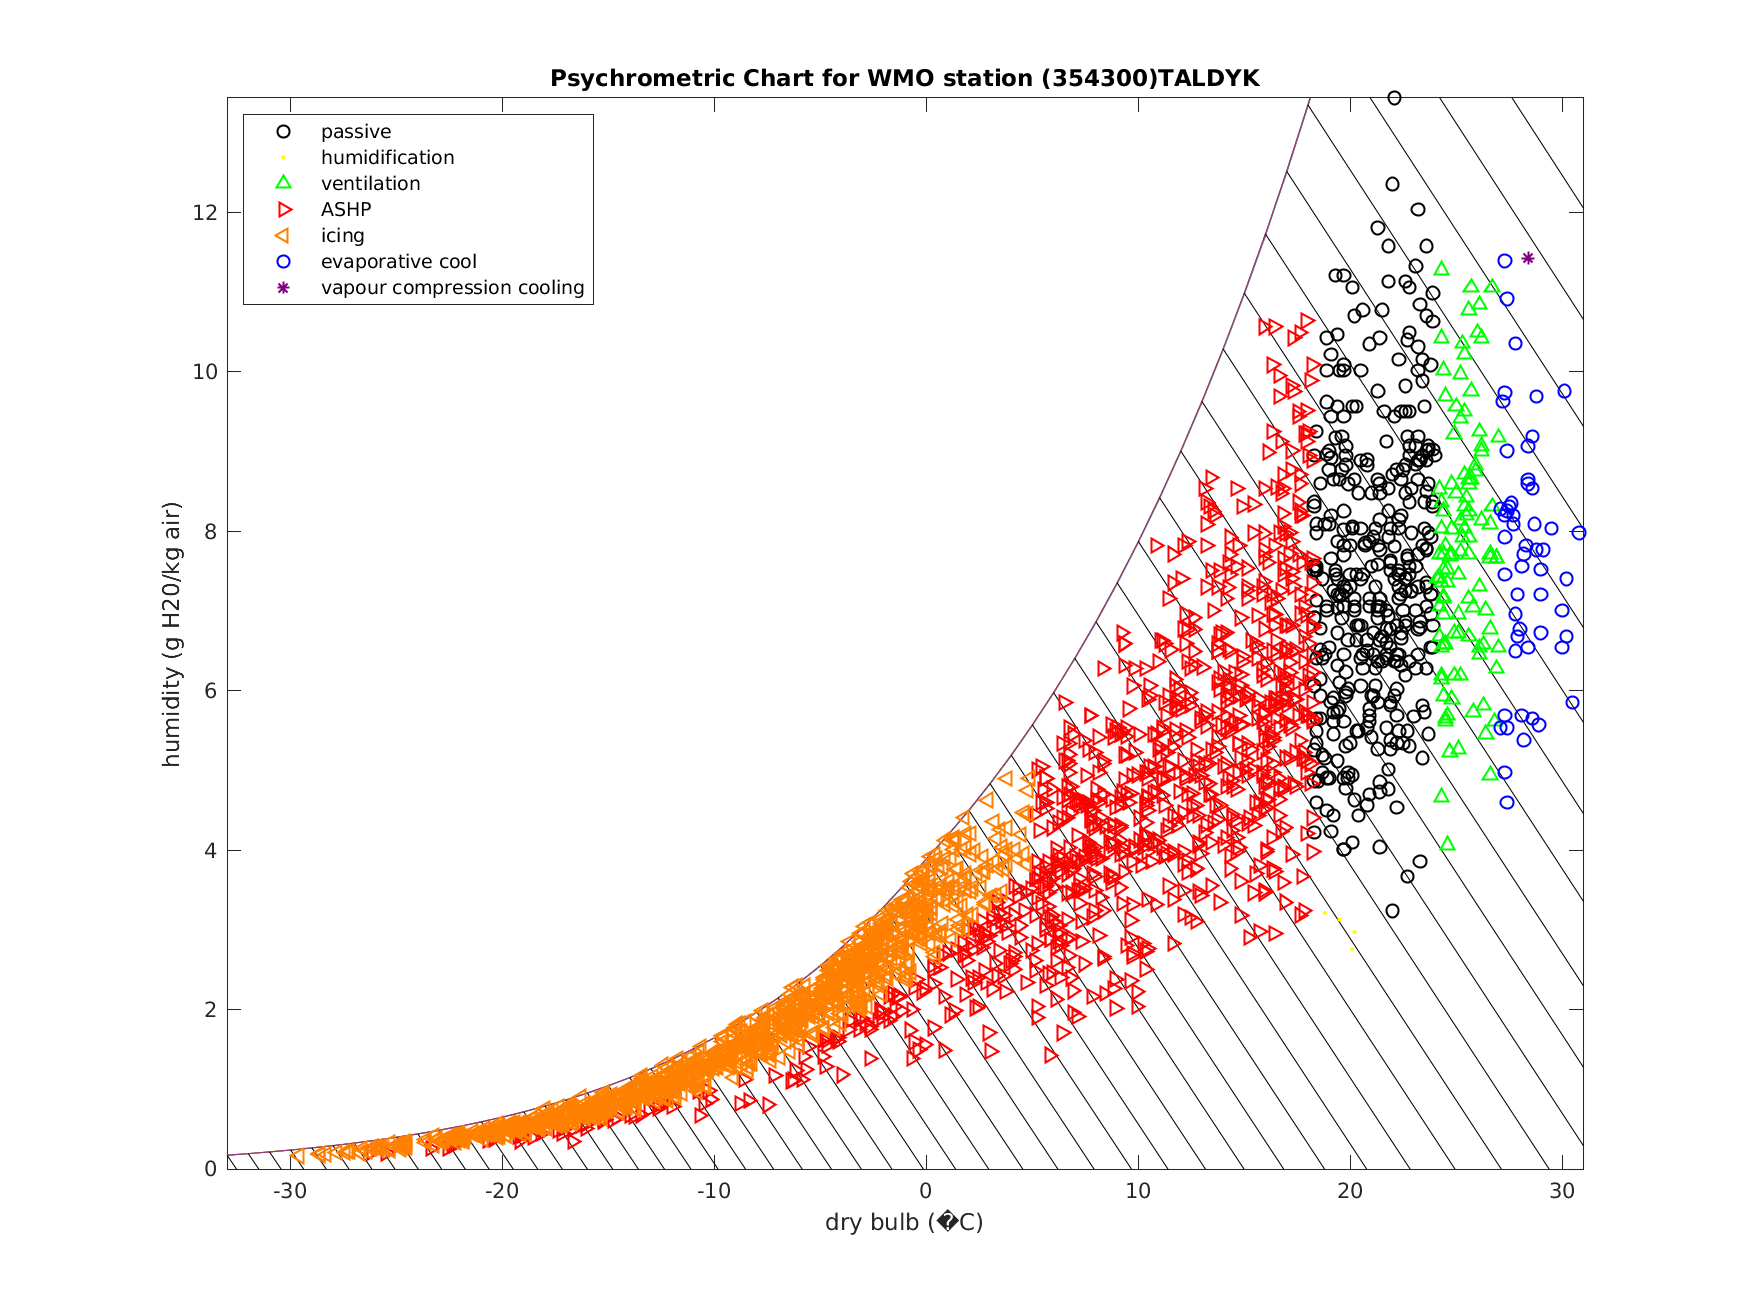 Psychrometric Chart for WMO station (354300)TALDYK
passive
humidification
ventilation
ASHP
icing
evaporative cool
vapour compression cooling
humidity (g H20/kg air)
12
10
8
6
4
2
0
-30 -20 -10 0 10 20 30
dry bulb (�C)